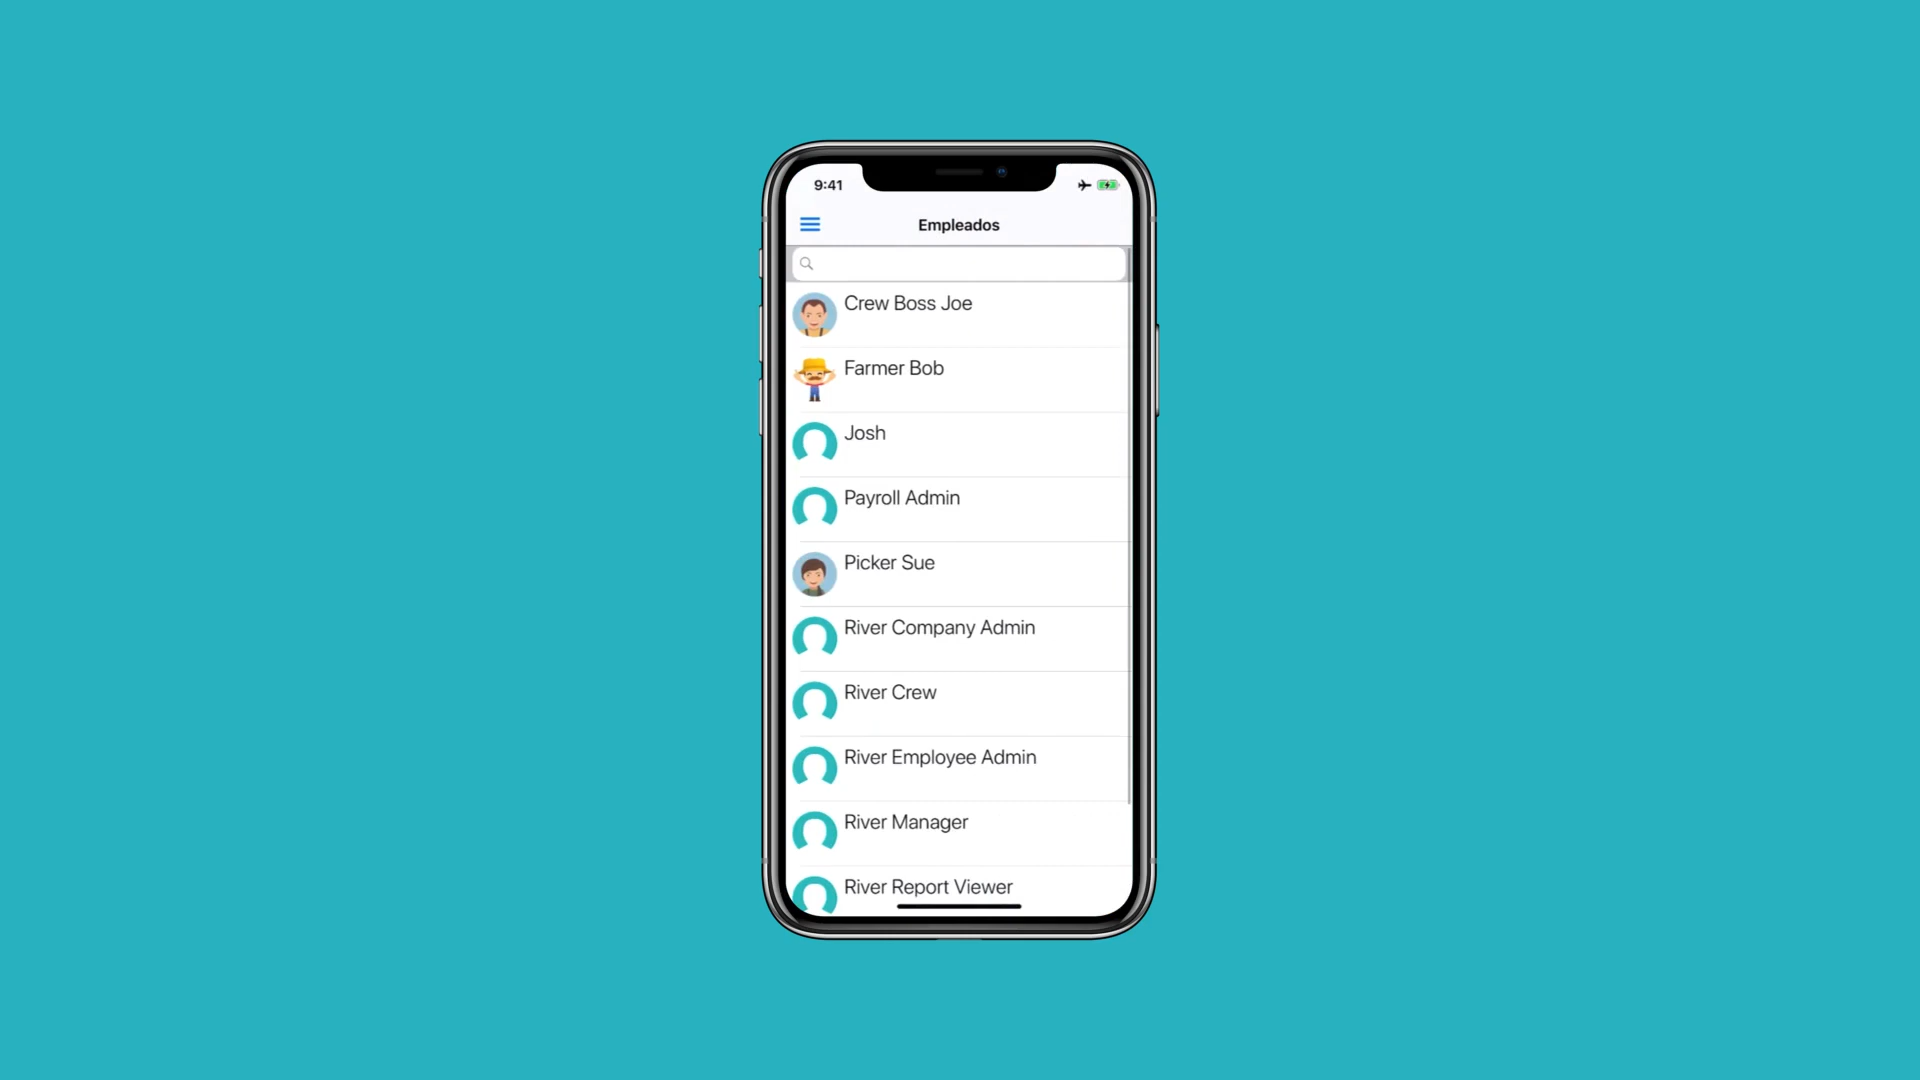 9:41
Empleados
Crew Boss Joe
Farmer Bob
Josh
Payroll Admin
Picker Sue
River Company Admin
River Crew
River Employee Admin
River Manager
River Report Viewer